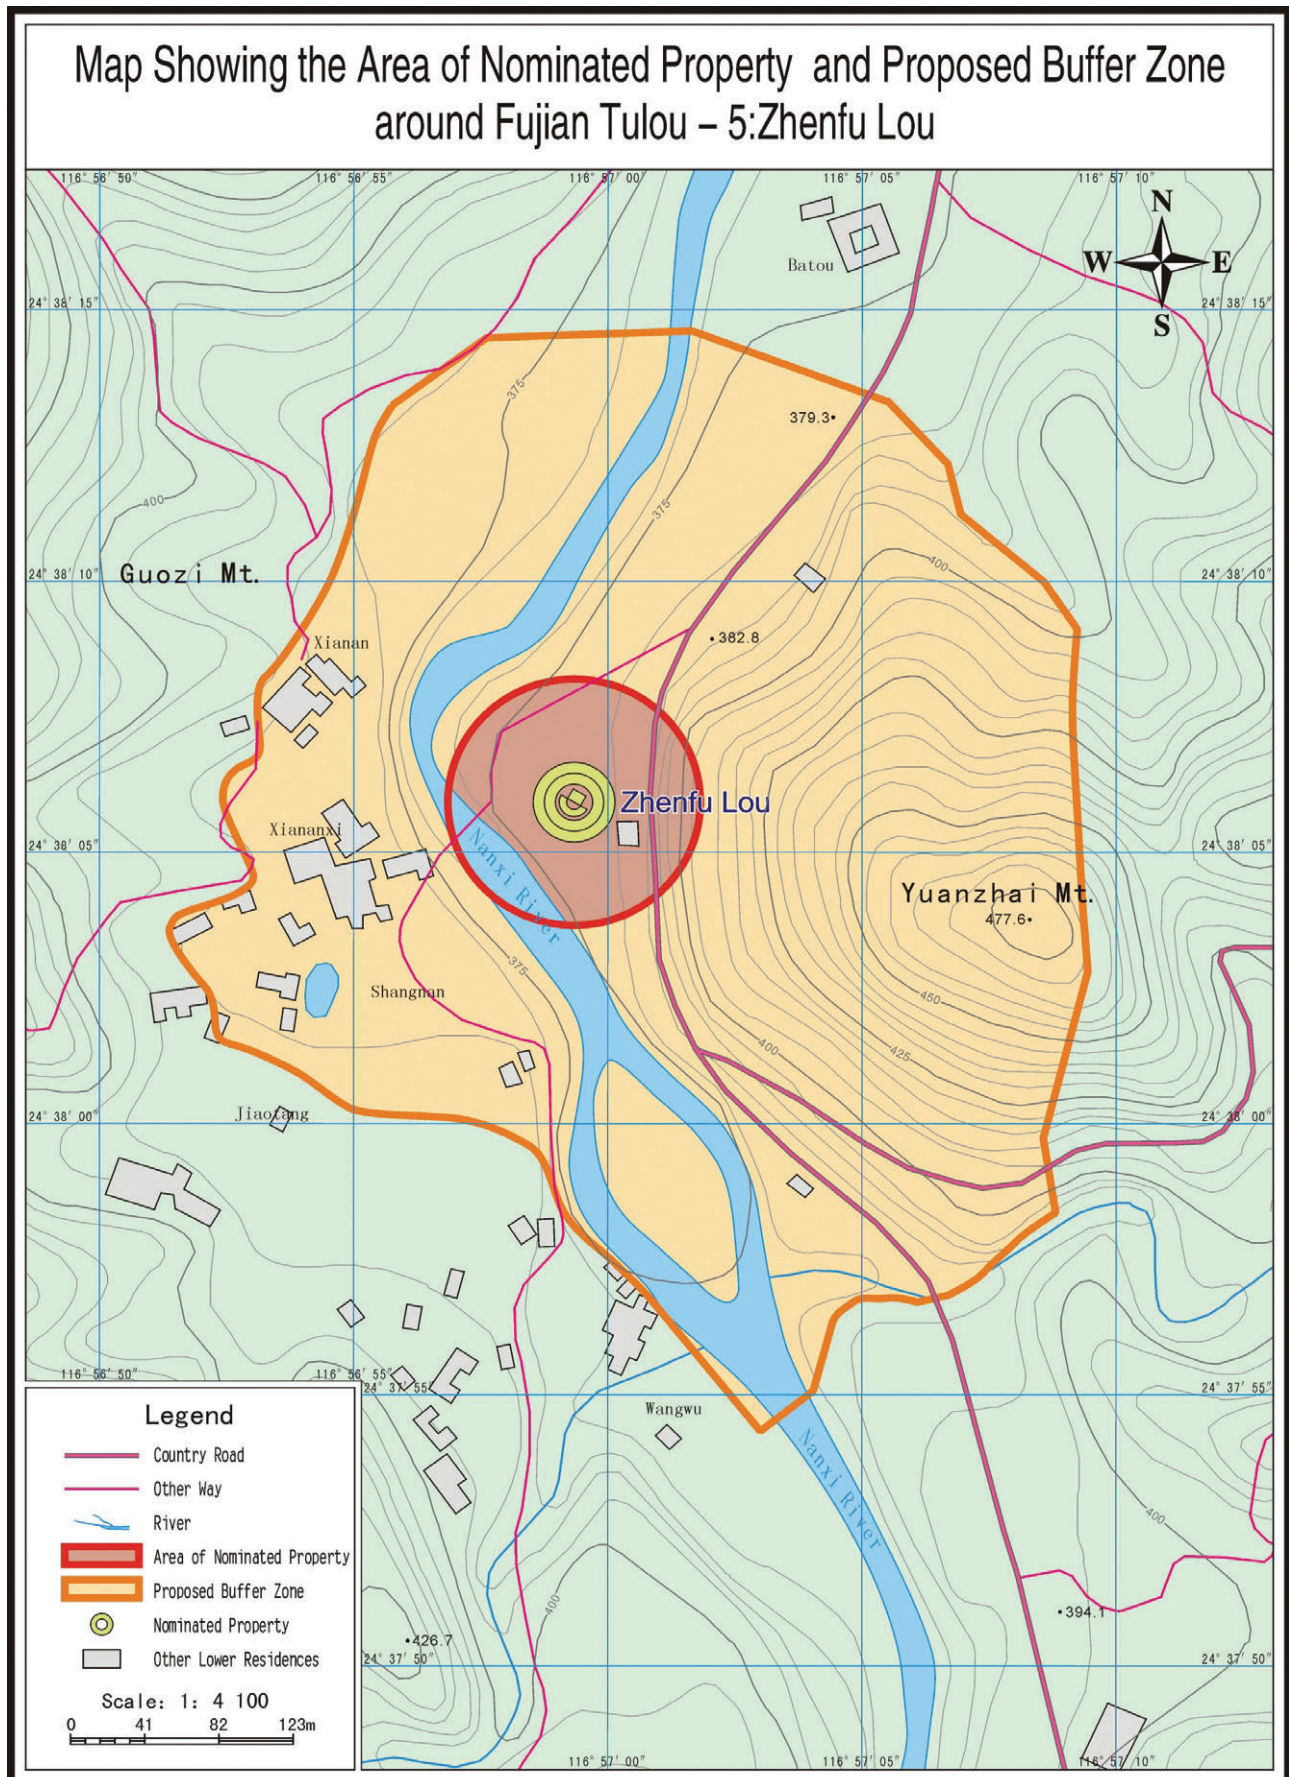 Map Showing the Area of Nominated Property and Proposed Buffer Zone
around Fujian Tulou – 5:Zhenfu Lou
116° 56′ 50″
116° 56′ 55″
116° 57′ 00″
116° 57′ 05″
116° 57′ 10″
N
W
E
S
Batou
24° 38′ 15″
24° 38′ 15″
375
379.3
400
375
400
24° 38′ 10″
Guozi Mt.
24° 38′ 10″
Xianan
382.8
Zhenfu Lou
Xiananxi
24° 38′ 05″
24° 38′ 05″
Nanxi River
Yuanzhai Mt.
477.6
375
Shangnan
450
400
425
24° 38′ 00″
Jiaotang
24° 38′ 00″
116° 56′ 50″
116° 56′ 55″
24° 37′ 55″
24° 37′ 55″
Wangwu
Nanxi River
400
400
394.1
426.7
24° 37′ 50″
24° 37′ 50″
116° 57′ 00″
116° 57′ 05″
116° 57′ 10″
Legend
Country Road
Other Way
River
Area of Nominated Property
Proposed Buffer Zone
Nominated Property
Other Lower Residences
Scale: 1: 4 100
0 41 82 123m